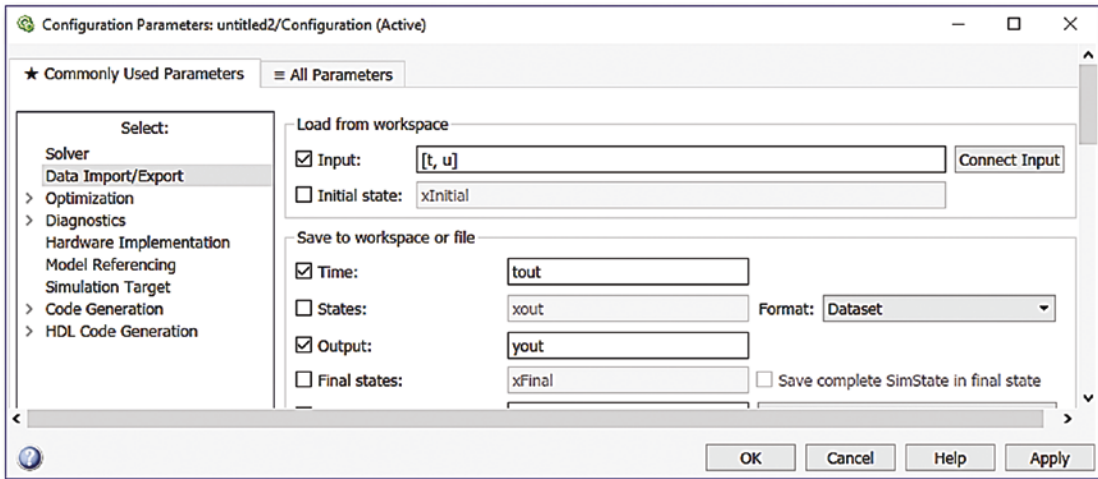 Configuration Parameters: untitled2/Configuration (Active)
★ Commonly Used Parameters
≡ All Parameters
Select:
Solver
Data Import/Export
> Optimization
> Diagnostics
Hardware Implementation
Model Referencing
Simulation Target
> Code Generation
> HDL Code Generation
Load from workspace
Input: [t, u] Connect Input
Initial state: xInitial
Save to workspace or file
Time: tout
States: xout Format: Dataset
Output: yout
Final states: xFinal Save complete SimState in final state
OK Cancel Help Apply